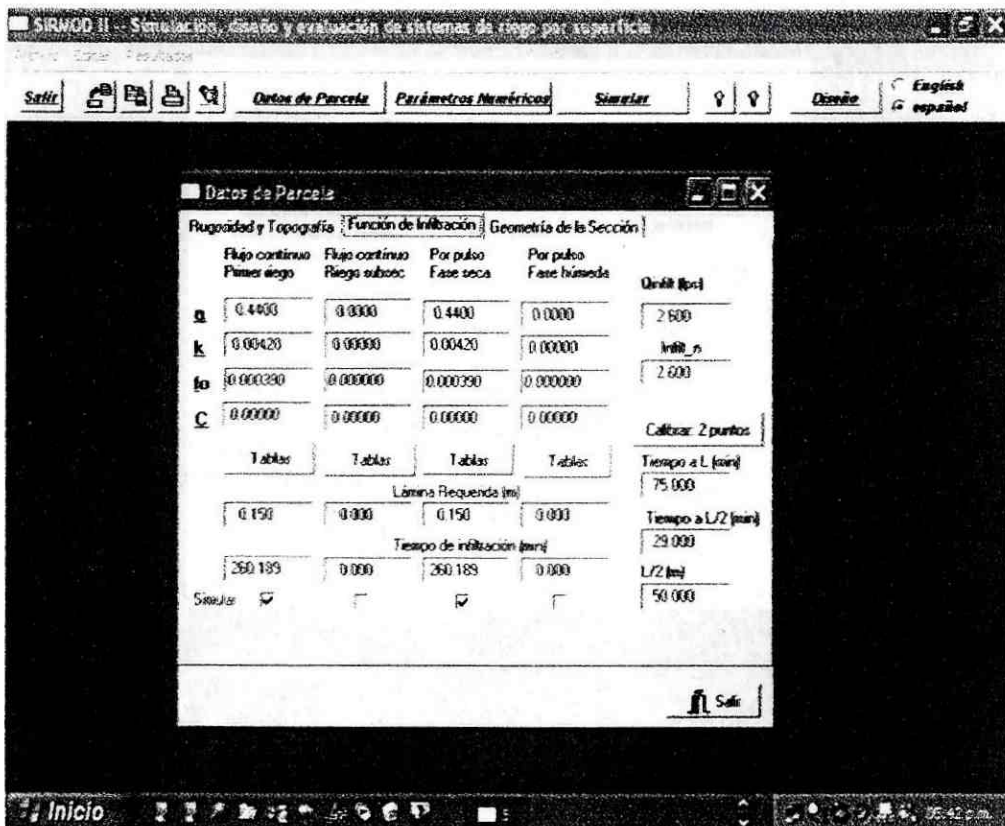 SIRMOD II -- Simulación, diseño y evaluación de sistemas de riego por superficie
Salir Datos de Parcela Parámetros Numéricos Simular Diseño English
español
Datos de Parcela
Rugosidad y Topografía Función de Infiltración Geometría de la Sección
Flujo contínuo Flujo contínuo Por pulso Por pulso
Primer riego Riego subsec Fase seca Fase húmeda
Qinfilt (lps)
a 0.4400 0.0000 0.4400 0.0000 2.600
k 0.00420 0.00000 0.00420 0.00000 Infilt_n
fo 0.000390 0.000000 0.000390 0.000000 2.600
C 0.00000 0.00000 0.00000 0.00000
Calibrar: 2 puntos
Tablas Tablas Tablas Tablas
Tiempo a L (min)
75.000
Lámina Requerida (m)
0.150 0.000 0.150 0.000
Tiempo a L/2 (min)
29.000
Tiempo de infiltración (min)
260.189 0.000 260.189 0.000
L/2 (m)
50.000
Simular
Salir
Inicio